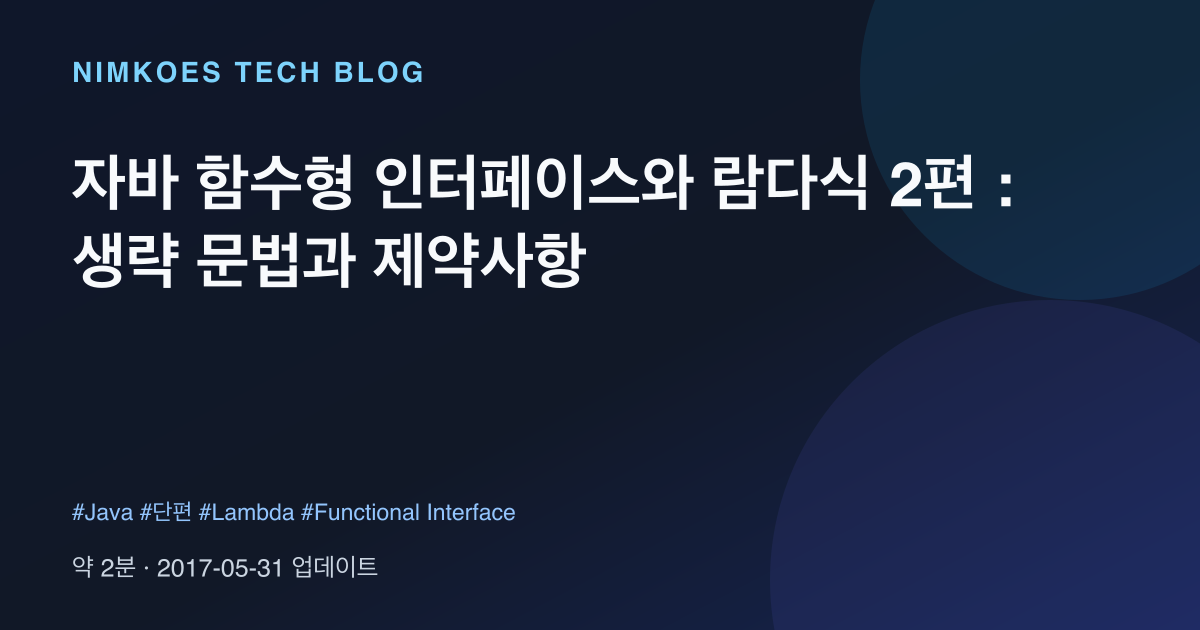 NIMKOES TECH BLOG
자바 함수형 인터페이스와 람다식 2편 :
생략 문법과 제약사항
#Java #단편 #Lambda #Functional Interface
약 2분 · 2017-05-31 업데이트